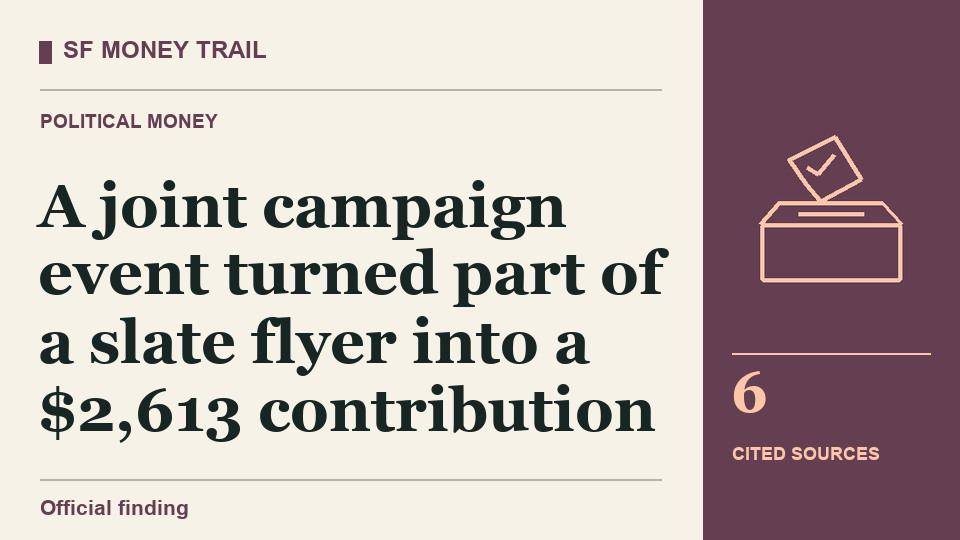 SF MONEY TRAIL
POLITICAL MONEY
A joint campaign
event turned part of
a slate flyer into a
$2,613 contribution
Official finding
6
CITED SOURCES